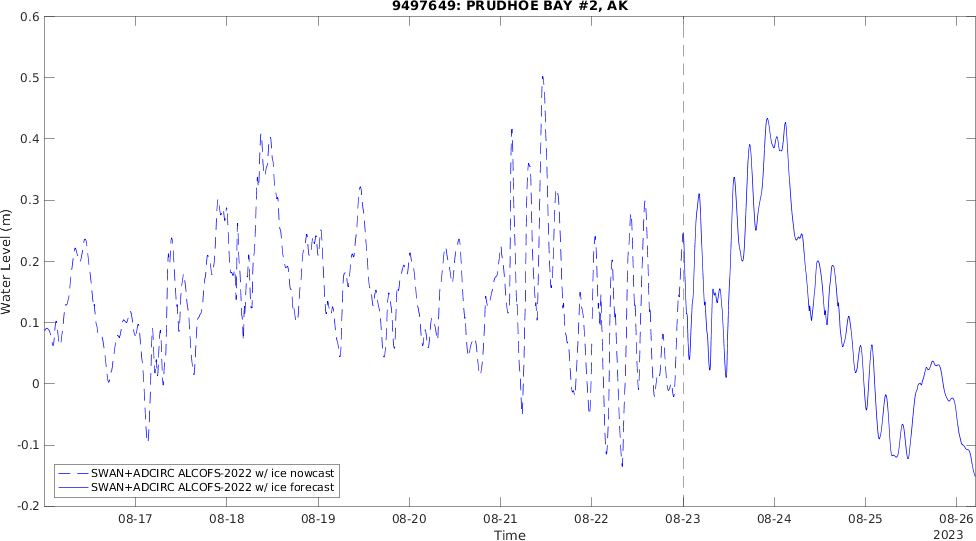 9497649: PRUDHOE BAY #2, AK
Water Level (m)
0.6
0.5
0.4
0.3
0.2
0.1
0
-0.1
-0.2
SWAN+ADCIRC ALCOFS-2022 w/ ice nowcast
SWAN+ADCIRC ALCOFS-2022 w/ ice forecast
08-17 08-18 08-19 08-20 08-21 08-22 08-23 08-24 08-25 08-26
Time
2023